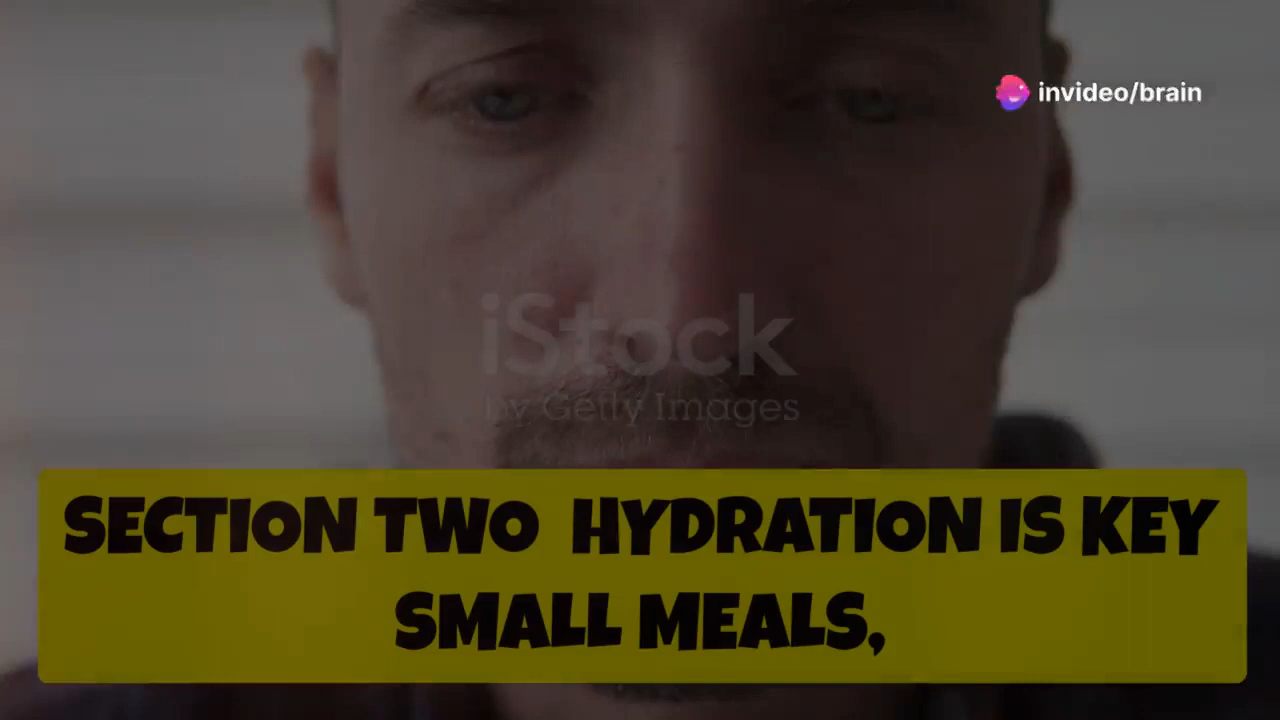 invideo/brain
iStock
by Getty Images
SECTION TWO HYDRATION IS KEY
SMALL MEALS,